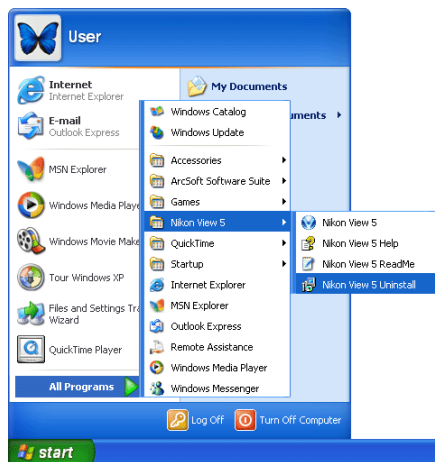 User
Internet
Internet Explorer
E-mail
Outlook Express
MSN Explorer
Windows Media Playe
Windows Movie Make
Tour Windows XP
Files and Settings Tra
Wizard
QuickTime Player
All Programs
My Documents
uments
Windows Catalog
Windows Update
Accessories
ArcSoft Software Suite
Games
Nikon View 5
QuickTime
Startup
Internet Explorer
MSN Explorer
Outlook Express
Remote Assistance
Windows Media Player
Windows Messenger
Nikon View 5
Nikon View 5 Help
Nikon View 5 ReadMe
Nikon View 5 Uninstall
Log Off
Turn Off Computer
start